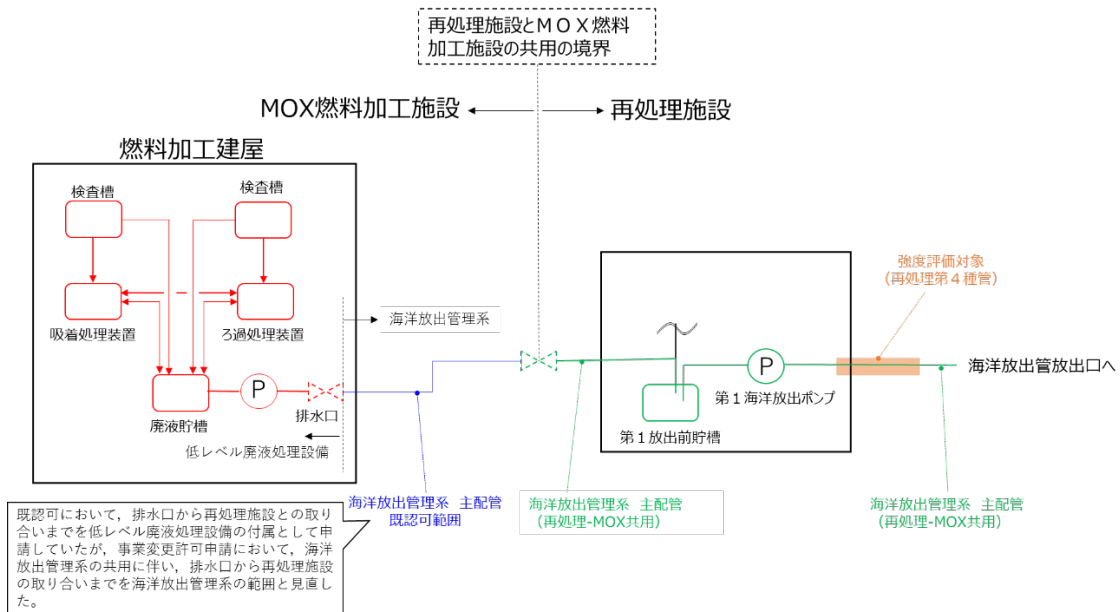 再処理施設とMOX燃料
加工施設の共用の境界
MOX燃料加工施設
再処理施設
燃料加工建屋
検査槽
検査槽
吸着処理装置
ろ過処理装置
海洋放出管理系
強度評価対象
(再処理第4種管)
P
廃液貯槽
排水口
低レベル廃液処理設備
P
第1海洋放出ポンプ
第1放出前貯槽
海洋放出管放出口へ
海洋放出管理系 主配管
既認可範囲
海洋放出管理系 主配管
(再処理-MOX共用)
海洋放出管理系 主配管
(再処理-MOX共用)
既認可において，排水口から再処理施設との取り
合いまでを低レベル廃液処理設備の付属として申
請していたが，事業変更許可申請において，海洋
放出管理系の共用に伴い，排水口から再処理施設
の取り合いまでを海洋放出管理系の範囲と見直し
た。